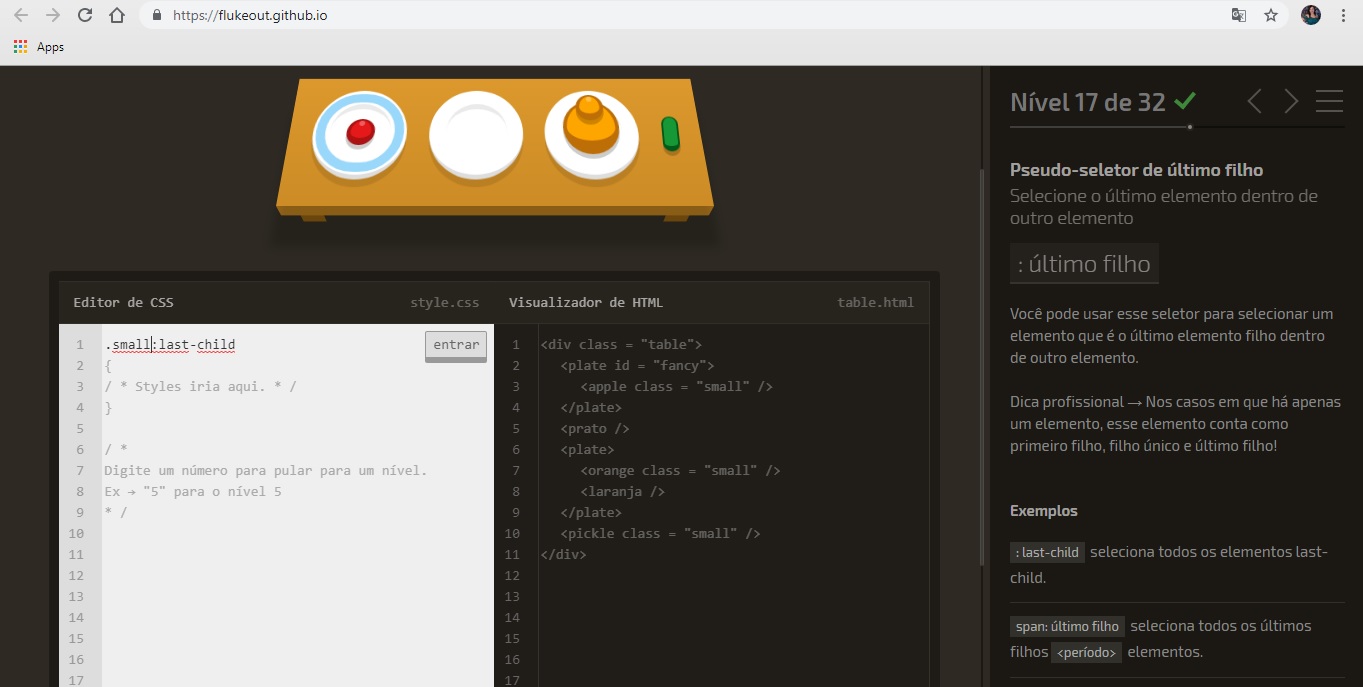 https://flukeout.github.io
Apps
Nível 17 de 32
Pseudo-seletor de último filho
Selecione o último elemento dentro de
outro elemento
: último filho
Você pode usar esse seletor para selecionar um
elemento que é o último elemento filho dentro
de outro elemento.
Dica profissional → Nos casos em que há apenas
um elemento, esse elemento conta como
primeiro filho, filho único e último filho!
Exemplos
: last-child seleciona todos os elementos last-
child.
span: último filho seleciona todos os últimos
filhos <período> elementos.
Editor de CSS
style.css
1 .small:last-child
entrar
2 {
3 / * Styles iria aqui. * /
4 }
5
6 / *
7 Digite um número para pular para um nível.
8 Ex → "5" para o nível 5
9 * /
10
11
12
13
14
15
16
17
Visualizador de HTML
table.html
1 <div class = "table">
2 <plate id = "fancy">
3 <apple class = "small" />
4 </plate>
5 <prato />
6 <plate>
7 <orange class = "small" />
8 <laranja />
9 </plate>
10 <pickle class = "small" />
11 </div>
12
13
14
15
16
17